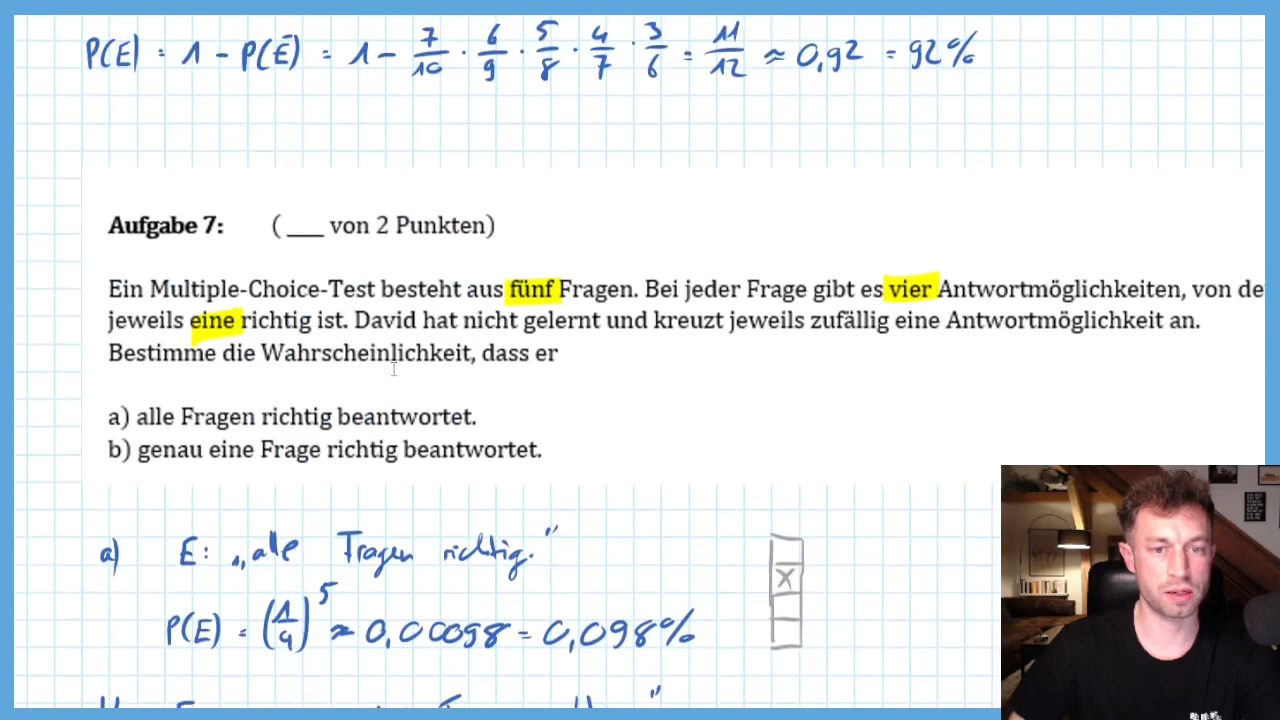 P(E) = 1 - P(Ē) = 1 - 7/10 · 6/9 · 5/8 · 4/7 · 3/6 = 11/12 ≈ 0,92 = 92%
Aufgabe 7: ( ___ von 2 Punkten)
Ein Multiple-Choice-Test besteht aus fünf Fragen. Bei jeder Frage gibt es vier Antwortmöglichkeiten, von de
jeweils eine richtig ist. David hat nicht gelernt und kreuzt jeweils zufällig eine Antwortmöglichkeit an.
Bestimme die Wahrscheinlichkeit, dass er
a) alle Fragen richtig beantwortet.
b) genau eine Frage richtig beantwortet.
a) E: „alle Fragen richtig."
P(E) = (1/4)^5 ≈ 0,00098 = 0,098%
X